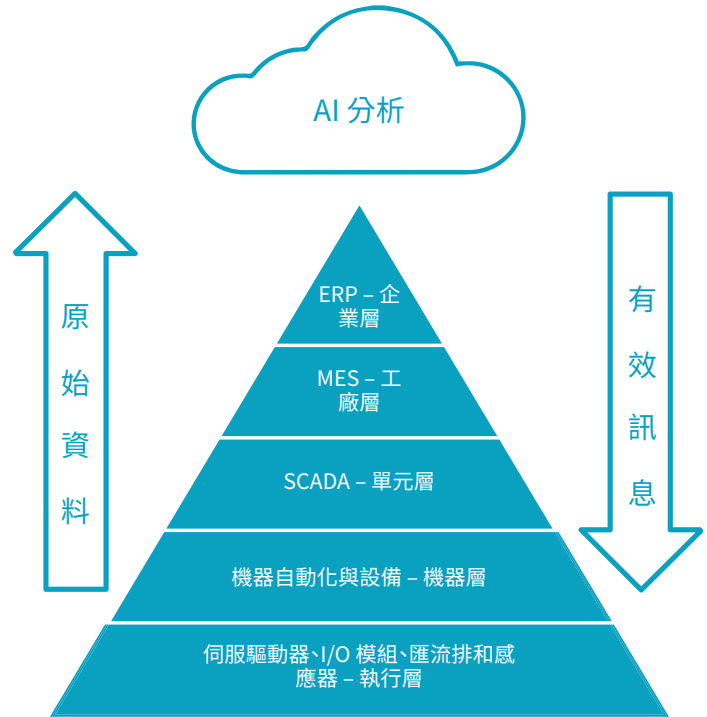 AI 分析
原始資料
ERP – 企
業層
MES – 工
廠層
SCADA – 單元層
機器自動化與設備 – 機器層
伺服驅動器、I/O 模組、匯流排和感
應器 – 執行層
有效訊息